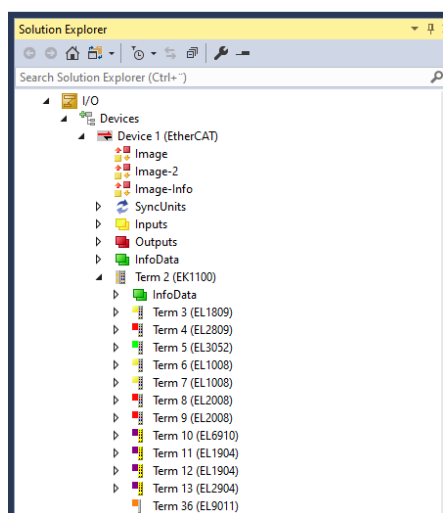 Solution Explorer
Search Solution Explorer (Ctrl+¨)
I/O
Devices
Device 1 (EtherCAT)
Image
Image-2
Image-Info
SyncUnits
Inputs
Outputs
InfoData
Term 2 (EK1100)
InfoData
Term 3 (EL1809)
Term 4 (EL2809)
Term 5 (EL3052)
Term 6 (EL1008)
Term 7 (EL1008)
Term 8 (EL2008)
Term 9 (EL2008)
Term 10 (EL6910)
Term 11 (EL1904)
Term 12 (EL1904)
Term 13 (EL2904)
Term 36 (EL9011)